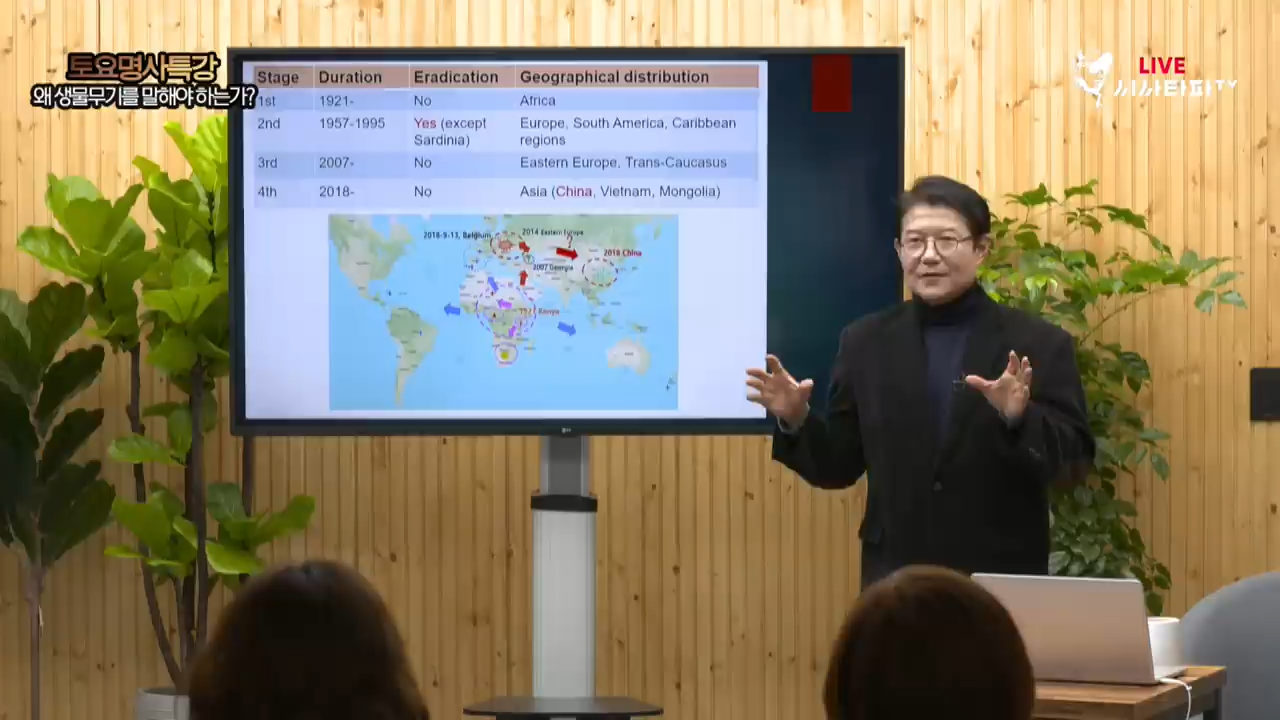 토요명사특강
왜 생물무기를 말해야 하는가?
LIVE
시사타파TV
Stage Duration Eradication Geographical distribution
1st 1921- No Africa
2nd 1957-1995 Yes (except Sardinia) Europe, South America, Caribbean regions
3rd 2007- No Eastern Europe, Trans-Caucasus
4th 2018- No Asia (China, Vietnam, Mongolia)
2018-9-13, Belgium
2014 Eastern Europe
?
2018 China
2007 Georgia
1921 Kenya